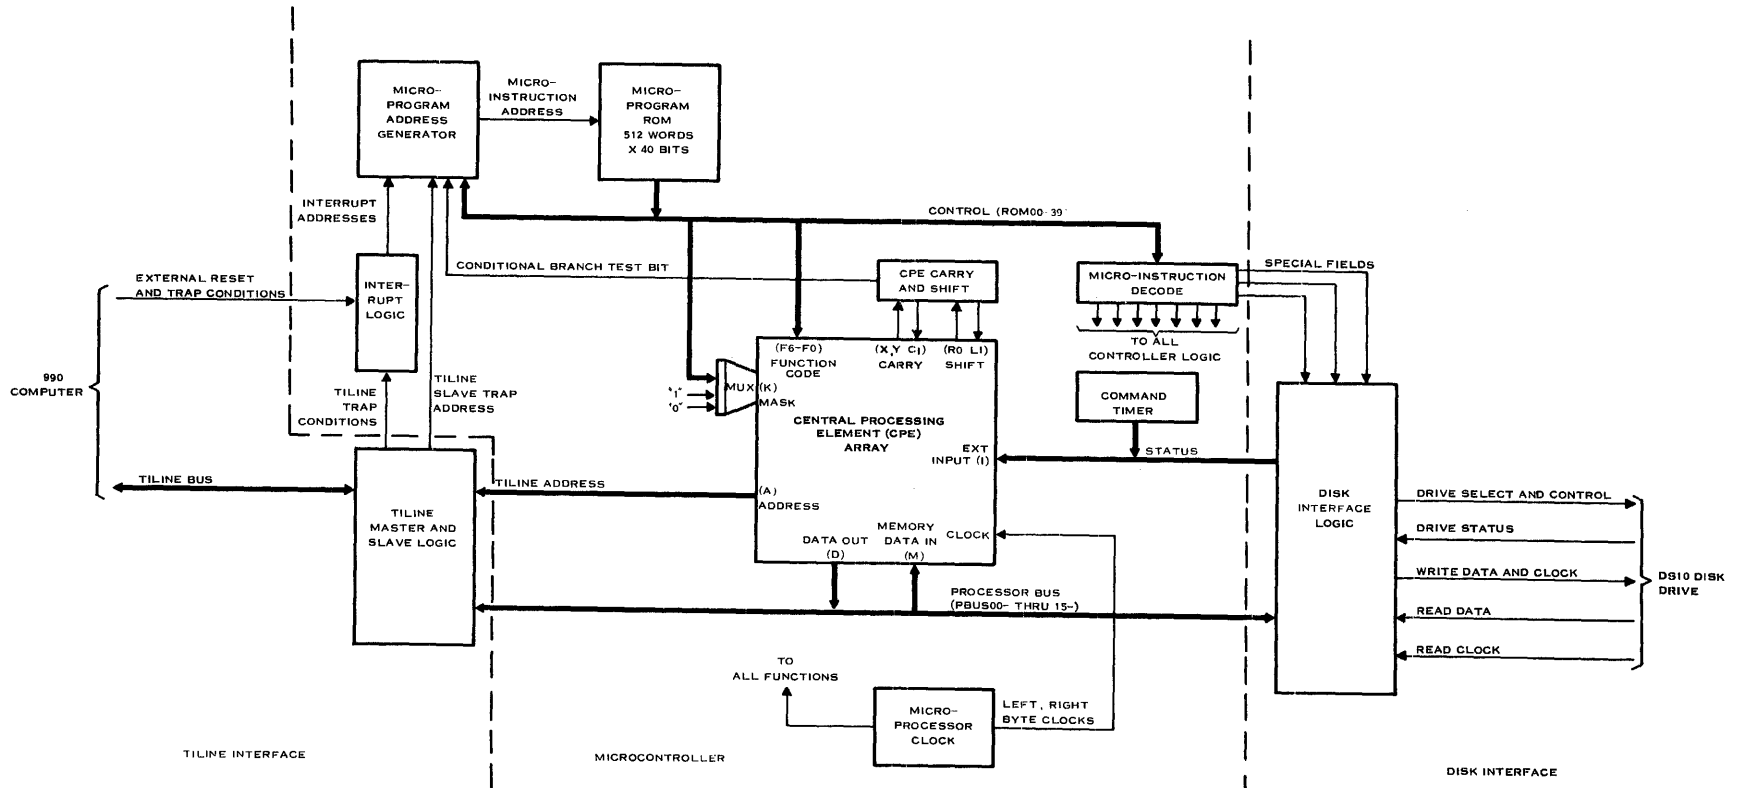 MICRO-
PROGRAM
ADDRESS
GENERATOR
MICRO-
INSTRUCTION
ADDRESS
MICRO-
PROGRAM
ROM
512 WORDS
X 40 BITS
INTERRUPT
ADDRESSES
CONTROL (ROM00-39
EXTERNAL RESET
AND TRAP CONDITIONS
INTER-
RUPT
LOGIC
CONDITIONAL BRANCH TEST BIT
CPE CARRY
AND SHIFT
MICRO-INSTRUCTION
DECODE
SPECIAL FIELDS
TO ALL
CONTROLLER LOGIC
990
COMPUTER
TILINE
TRAP
CONDITIONS
TILINE
SLAVE TRAP
ADDRESS
(F6-F0)
FUNCTION
CODE
(X,Y CI)
CARRY
(R0 LI)
SHIFT
"1"
"0"
MUX (K)
MASK
CENTRAL PROCESSING
ELEMENT (CPE)
ARRAY
EXT
INPUT (I)
COMMAND
TIMER
STATUS
TILINE BUS
TILINE
MASTER AND
SLAVE LOGIC
TILINE ADDRESS
(A)
ADDRESS
DATA OUT
(D)
MEMORY
DATA IN
(M)
CLOCK
DISK
INTERFACE
LOGIC
DRIVE SELECT AND CONTROL
DRIVE STATUS
WRITE DATA AND CLOCK
READ DATA
READ CLOCK
DS10 DISK
DRIVE
PROCESSOR BUS
(PBUS00- THRU 15-)
TO
ALL FUNCTIONS
MICRO-
PROCESSOR
CLOCK
LEFT, RIGHT
BYTE CLOCKS
TILINE INTERFACE
MICROCONTROLLER
DISK INTERFACE